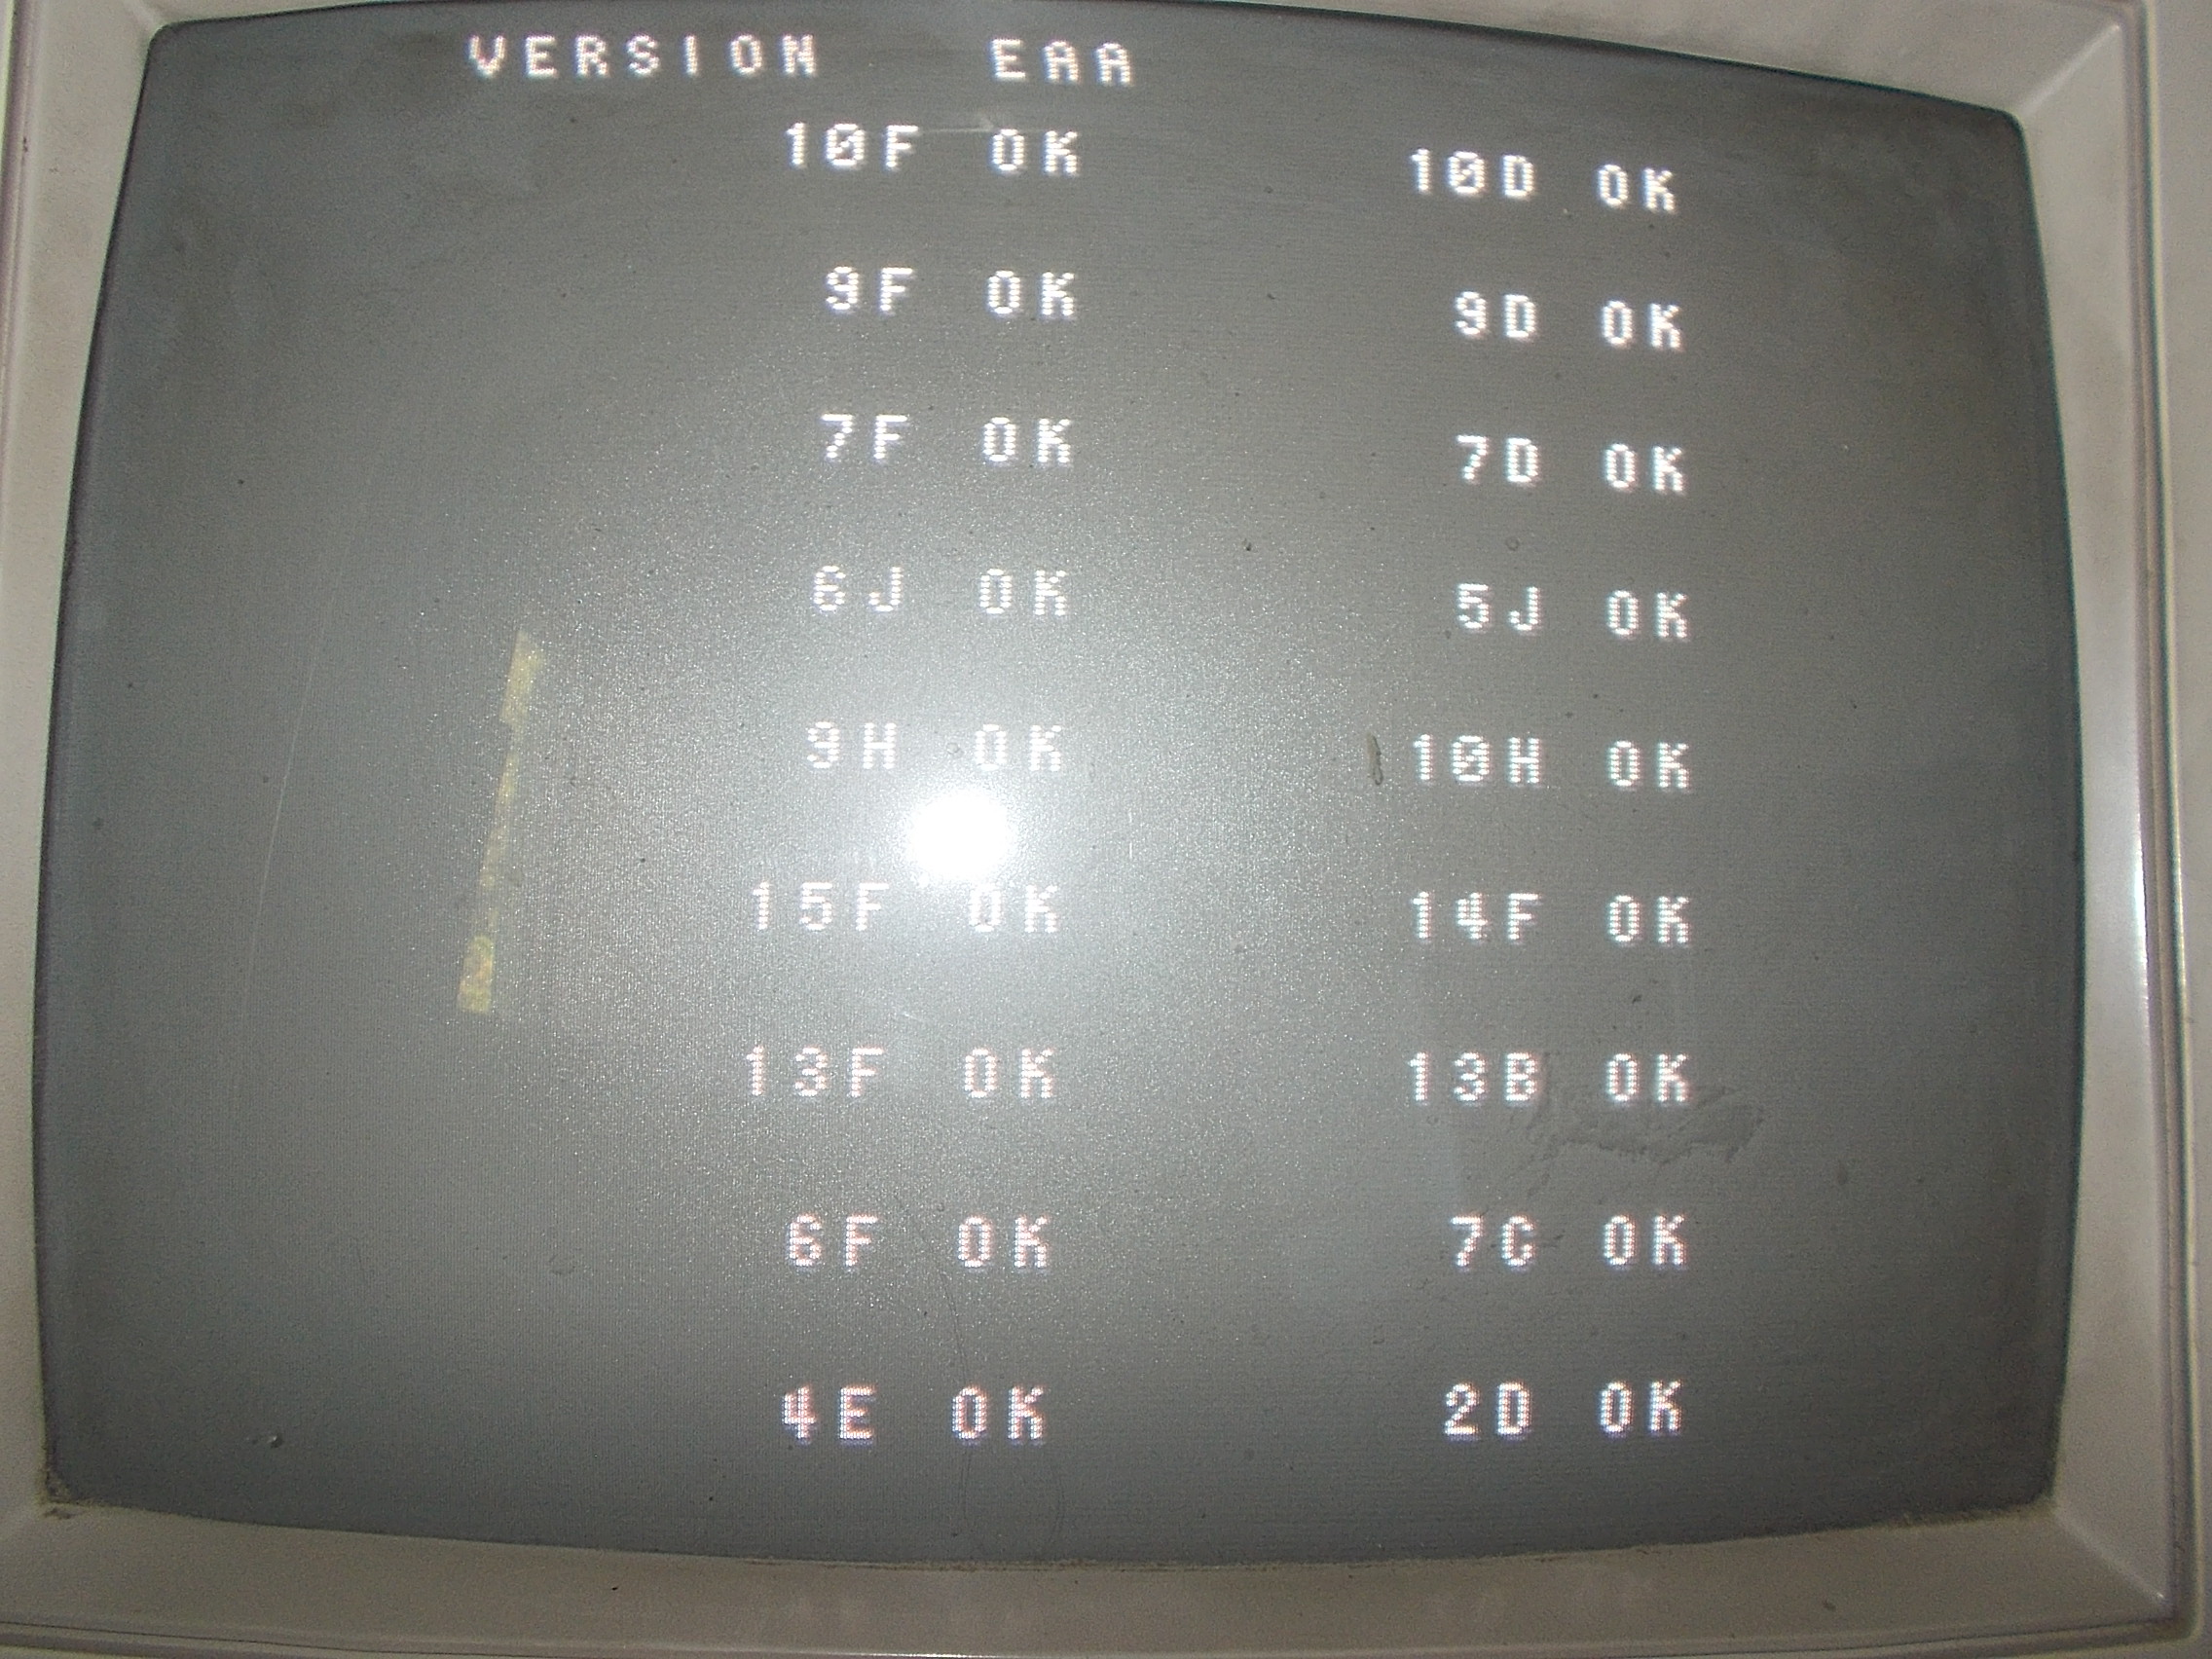 VERSION EAA
10F OK 10D OK
9F OK 9D OK
7F OK 7D OK
6J OK 5J OK
9H OK 10H OK
15F OK 14F OK
13F OK 13B OK
6F OK 7C OK
4E OK 2D OK